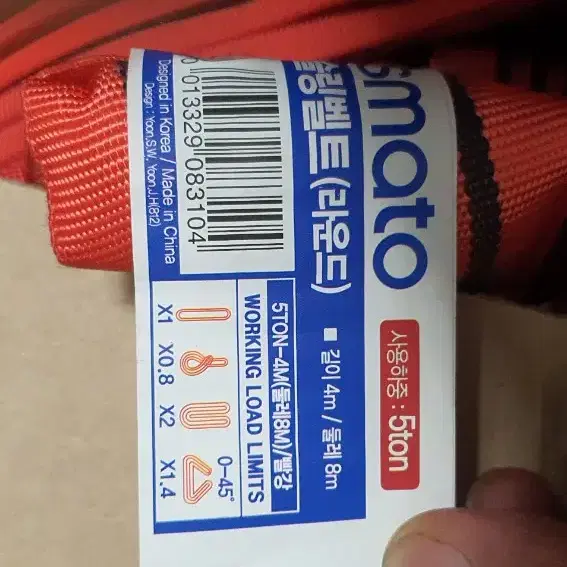 smato
사용하중 : 5ton
슬링벨트(라운드)
■ 길이 4m / 둘레 8m
013329 083104
Designed in Korea / Made in China
Design : Yoon.S.W, Yoon.J.H(812)
5TON-4M(둘레8M)/빨강
WORKING LOAD LIMITS
0~45°
X1 X0.8 X2 X1.4